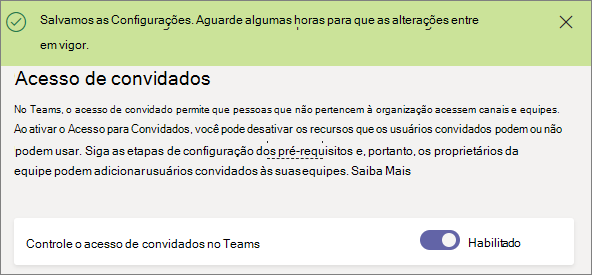 Salvamos as Configurações. Aguarde algumas horas para que as alterações entre
em vigor.
Acesso de convidados
No Teams, o acesso de convidado permite que pessoas que não pertencem à organização acessem canais e equipes.
Ao ativar o Acesso para Convidados, você pode desativar os recursos que os usuários convidados podem ou não
podem usar. Siga as etapas de configuração dos pré-requisitos e, portanto, os proprietários da
equipe podem adicionar usuários convidados às suas equipes. Saiba Mais
Controle o acesso de convidados no Teams
Habilitado